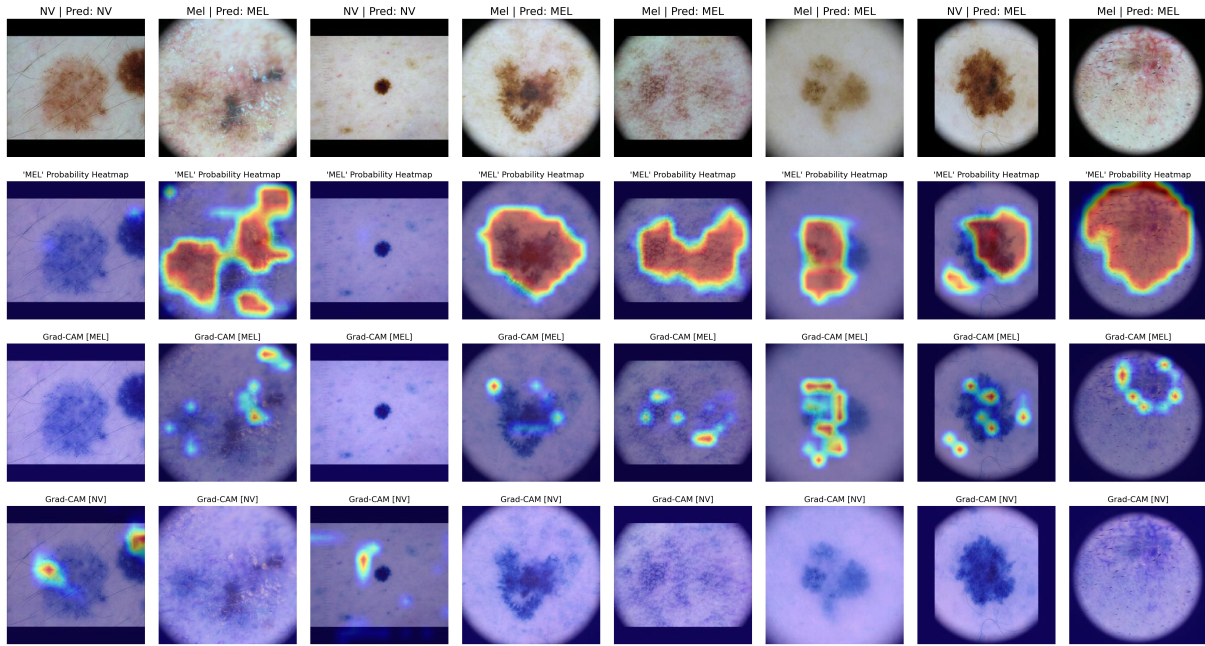 NV | Pred: NV
Mel | Pred: MEL
NV | Pred: NV
Mel | Pred: MEL
Mel | Pred: MEL
Mel | Pred: MEL
NV | Pred: MEL
Mel | Pred: MEL
'MEL' Probability Heatmap
'MEL' Probability Heatmap
'MEL' Probability Heatmap
'MEL' Probability Heatmap
'MEL' Probability Heatmap
'MEL' Probability Heatmap
'MEL' Probability Heatmap
'MEL' Probability Heatmap
Grad-CAM [MEL]
Grad-CAM [MEL]
Grad-CAM [MEL]
Grad-CAM [MEL]
Grad-CAM [MEL]
Grad-CAM [MEL]
Grad-CAM [MEL]
Grad-CAM [MEL]
Grad-CAM [NV]
Grad-CAM [NV]
Grad-CAM [NV]
Grad-CAM [NV]
Grad-CAM [NV]
Grad-CAM [NV]
Grad-CAM [NV]
Grad-CAM [NV]